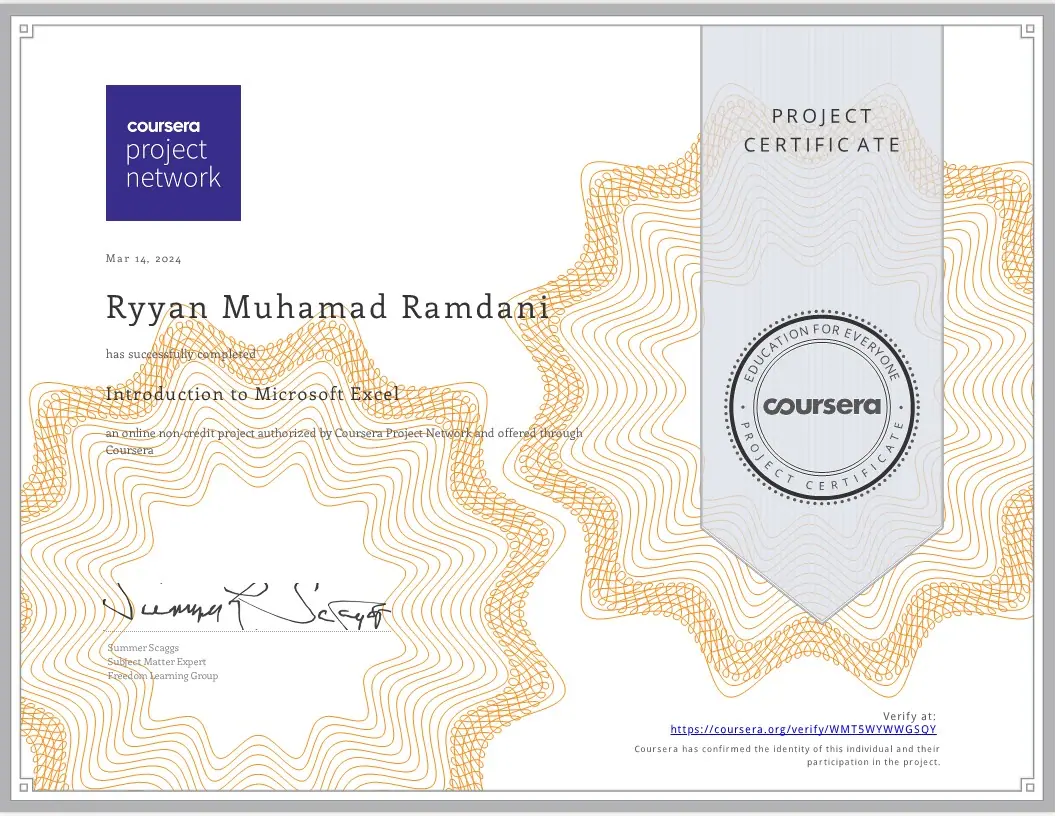 coursera
project
network
PROJECT
CERTIFICATE
Mar 14, 2024
Ryyan Muhamad Ramdani
has successfully completed
Introduction to Microsoft Excel
an online non-credit project authorized by Coursera Project Network and offered through
Coursera
EDUCATION FOR EVERYONE
coursera
PROJECT CERTIFICATE
Summer Scaggs
Subject Matter Expert
Freedom Learning Group
Verify at:
https://coursera.org/verify/WMT5WYWWGSQY
Coursera has confirmed the identity of this individual and their
participation in the project.